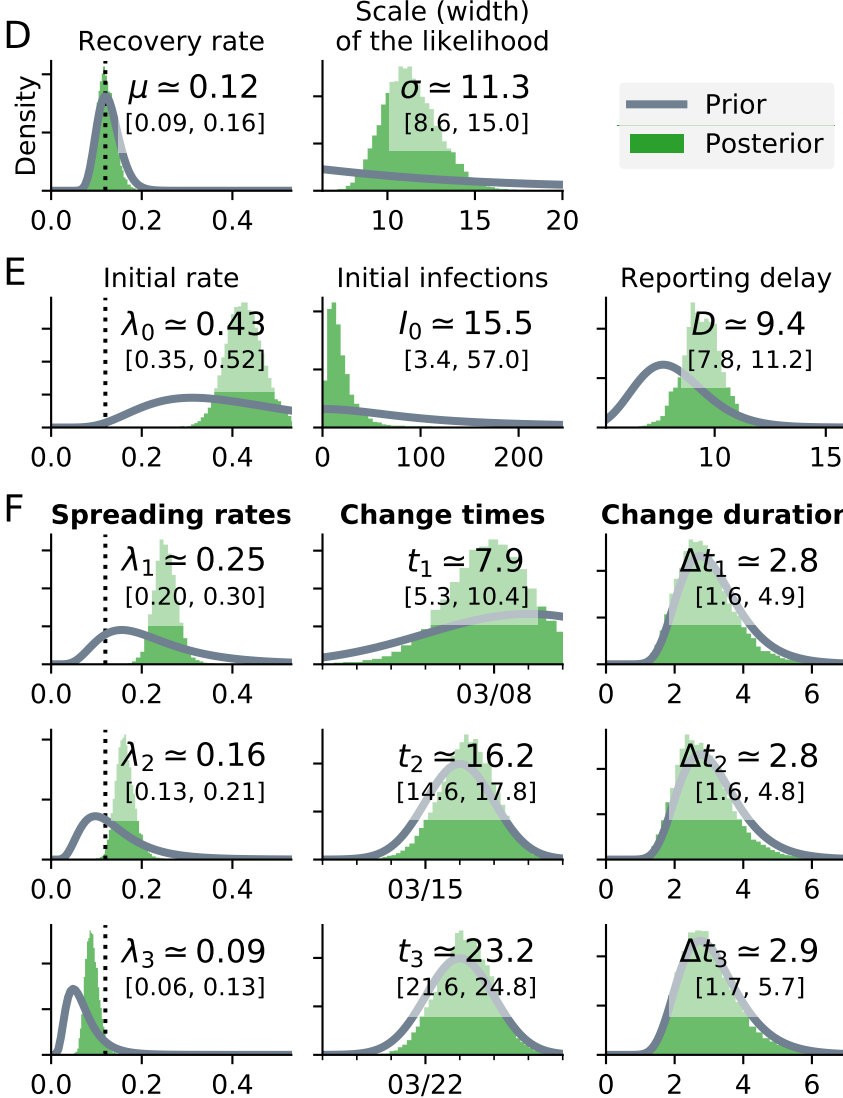 D
Recovery rate
Scale (width)
of the likelihood
Density
μ ≃ 0.12
[0.09, 0.16]
σ ≃ 11.3
[8.6, 15.0]
Prior
Posterior
0.0 0.2 0.4
10 15 20
E
Initial rate
Initial infections
Reporting delay
λ0 ≃ 0.43
[0.35, 0.52]
I0 ≃ 15.5
[3.4, 57.0]
D ≃ 9.4
[7.8, 11.2]
0.0 0.2 0.4
0 100 200
10 15
F
Spreading rates
Change times
Change duration
λ1 ≃ 0.25
[0.20, 0.30]
t1 ≃ 7.9
[5.3, 10.4]
Δt1 ≃ 2.8
[1.6, 4.9]
0.0 0.2 0.4
03/08
2 4 6
λ2 ≃ 0.16
[0.13, 0.21]
t2 ≃ 16.2
[14.6, 17.8]
Δt2 ≃ 2.8
[1.6, 4.8]
0.0 0.2 0.4
03/15
2 4 6
λ3 ≃ 0.09
[0.06, 0.13]
t3 ≃ 23.2
[21.6, 24.8]
Δt3 ≃ 2.9
[1.7, 5.7]
0.0 0.2 0.4
03/22
2 4 6